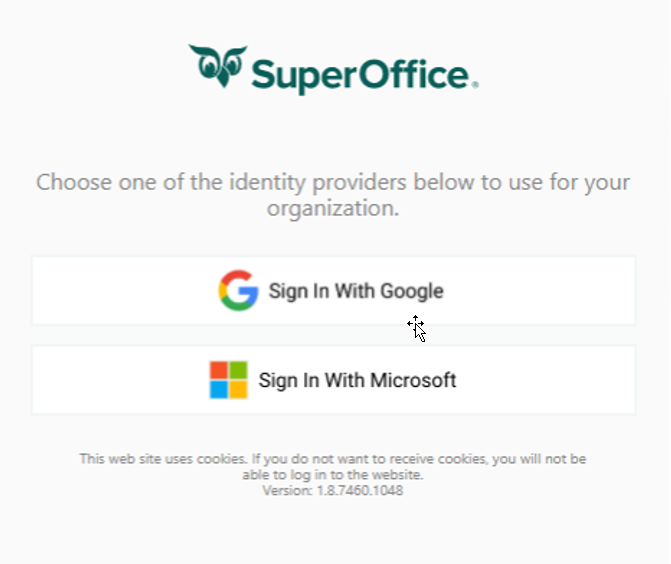 SuperOffice®
Choose one of the identity providers below to use for your
organization.
Sign In With Google
Sign In With Microsoft
This web site uses cookies. If you do not want to receive cookies, you will not be
able to log in to the website.
Version: 1.8.7460.1048